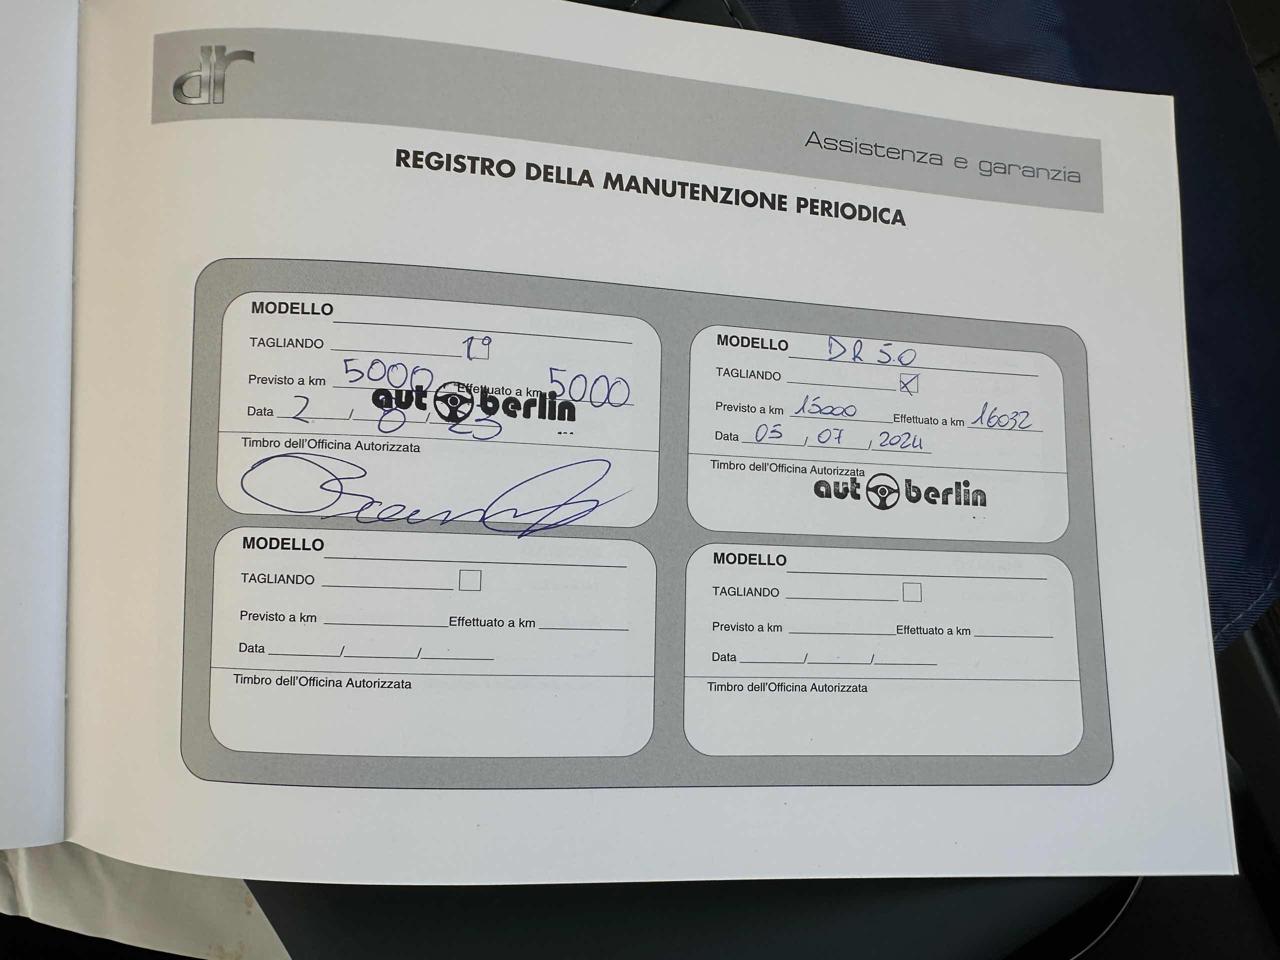 dr
Assistenza e garanzia
REGISTRO DELLA MANUTENZIONE PERIODICA
MODELLO
TAGLIANDO 1°
Previsto a km 5000 Effettuato a km 5000
Data 2 / 8 / 23
autoberlin
Timbro dell'Officina Autorizzata
MODELLO DR 5.0
TAGLIANDO X
Previsto a km 15000 Effettuato a km 16032
Data 05 / 07 / 2024
Timbro dell'Officina Autorizzata
autoberlin
MODELLO
TAGLIANDO
Previsto a km Effettuato a km
Data / /
Timbro dell'Officina Autorizzata
MODELLO
TAGLIANDO
Previsto a km Effettuato a km
Data / /
Timbro dell'Officina Autorizzata